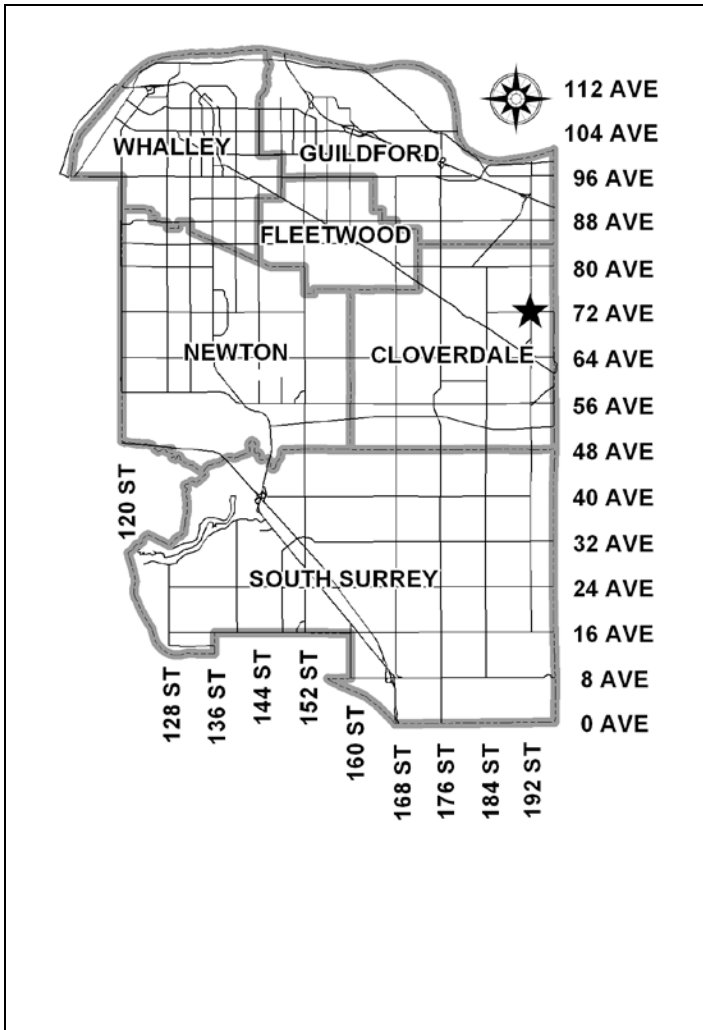 112 AVE
104 AVE
WHALLEY
GUILDFORD
96 AVE
88 AVE
FLEETWOOD
80 AVE
72 AVE
NEWTON
CLOVERDALE
64 AVE
56 AVE
48 AVE
120 ST
40 AVE
32 AVE
SOUTH SURREY
24 AVE
16 AVE
8 AVE
0 AVE
128 ST
136 ST
144 ST
152 ST
160 ST
168 ST
176 ST
184 ST
192 ST